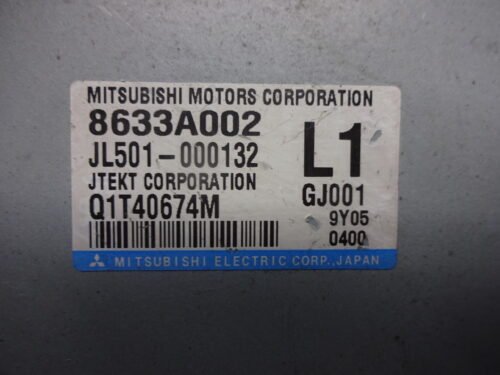 MITSUBISHI MOTORS CORPORATION
8633A002
JL501-000132
L1
JTEKT CORPORATION
GJ001
Q1T40674M
9Y05
0400
MITSUBISHI ELECTRIC CORP.,JAPAN